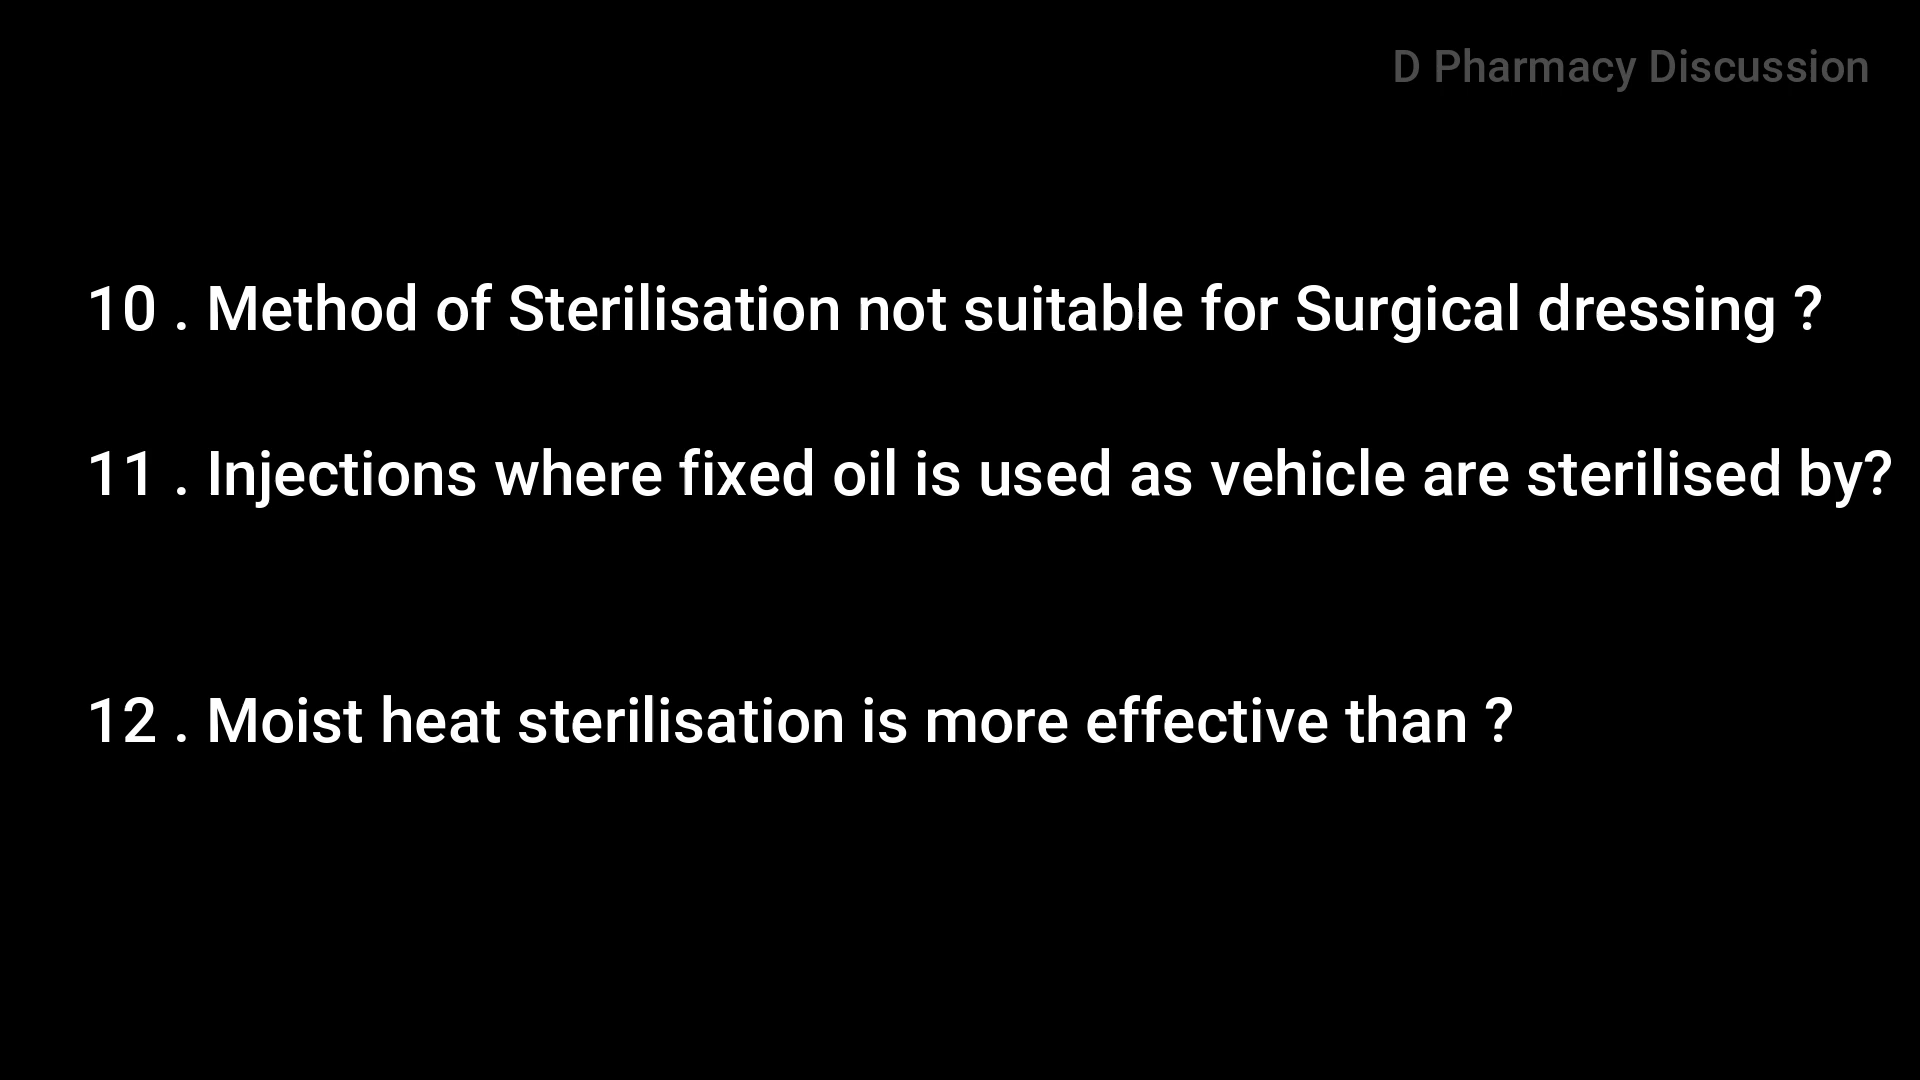 D Pharmacy Discussion
10 . Method of Sterilisation not suitable for Surgical dressing ?
11 . Injections where fixed oil is used as vehicle are sterilised by?
12 . Moist heat sterilisation is more effective than ?